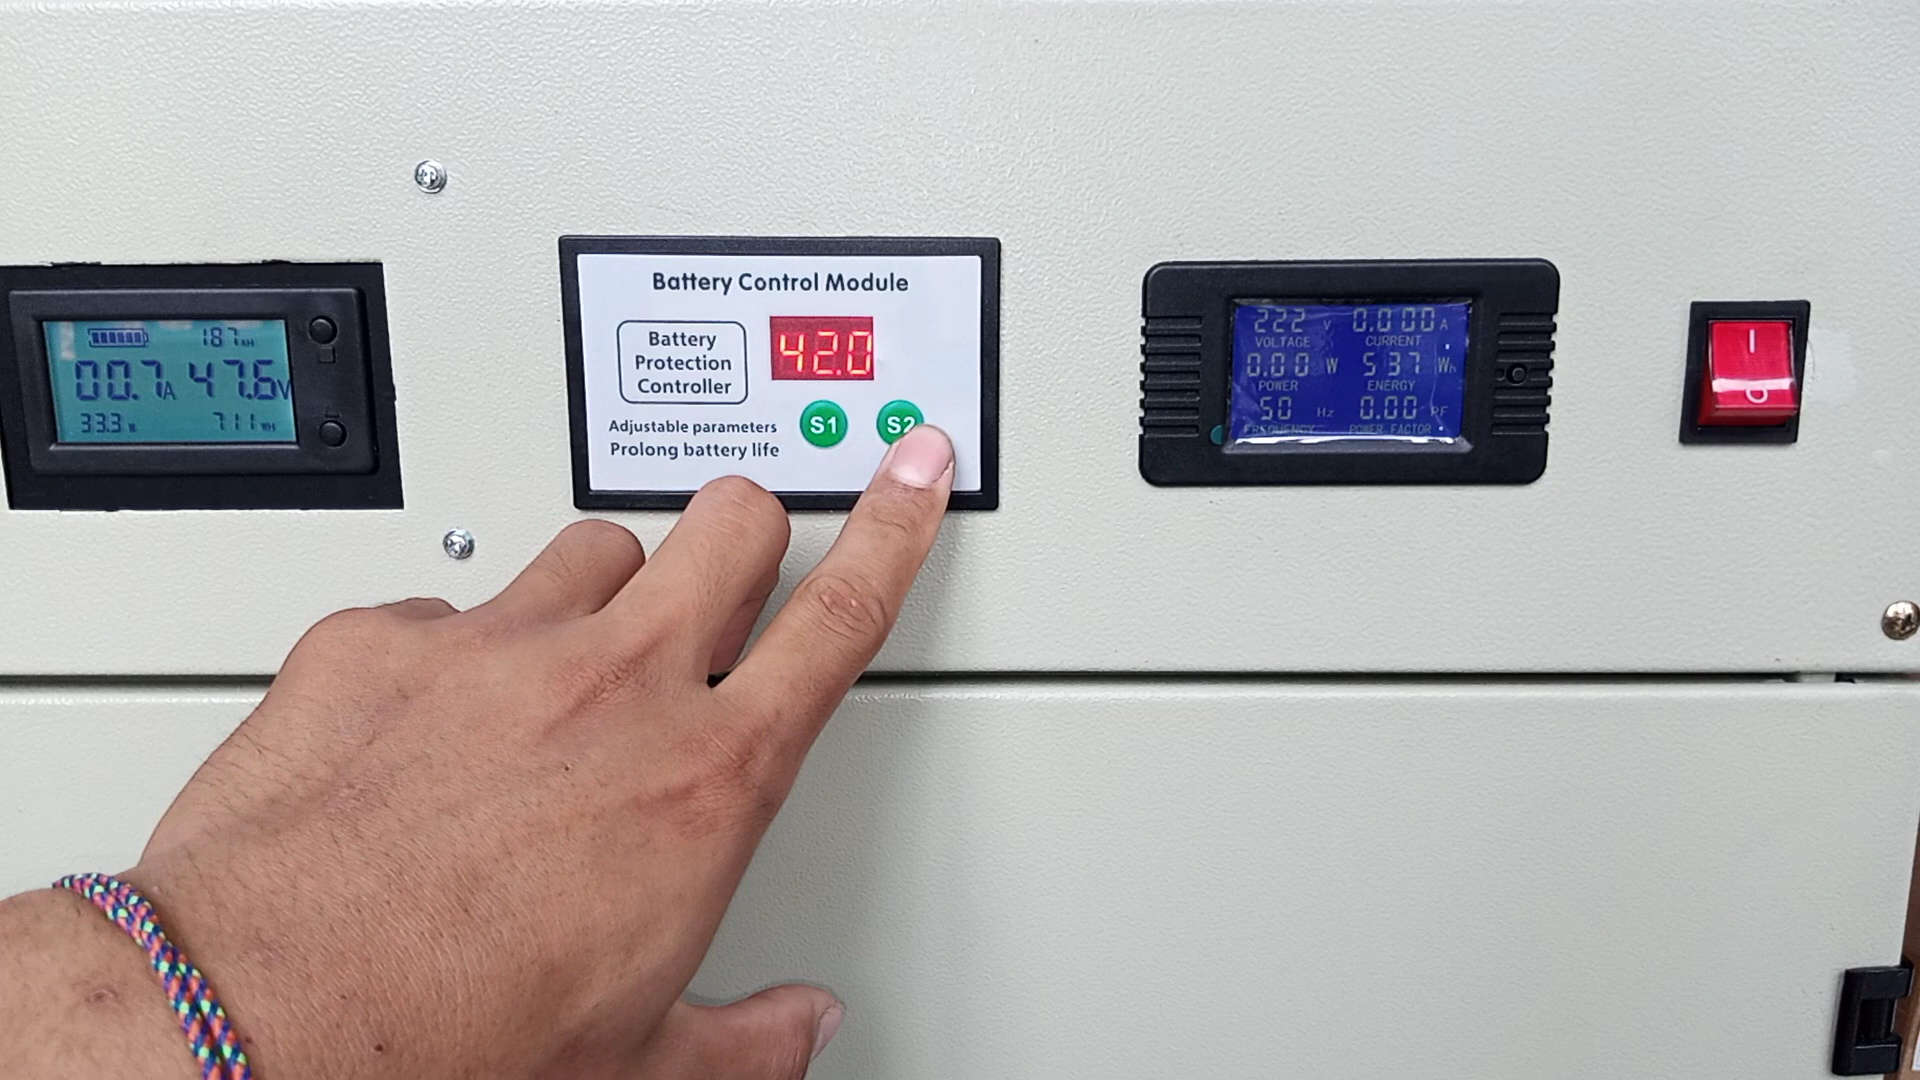 187 AH
00.7 A 47.6 V
33.3 W 711 WH
Battery Control Module
Battery
Protection
Controller
42.0
S1 S2
Adjustable parameters
Prolong battery life
222 V 0.000 A
VOLTAGE CURRENT
0.00 W 537 Wh
POWER ENERGY
50 Hz 0.00 PF
FREQUENCY POWER FACTOR